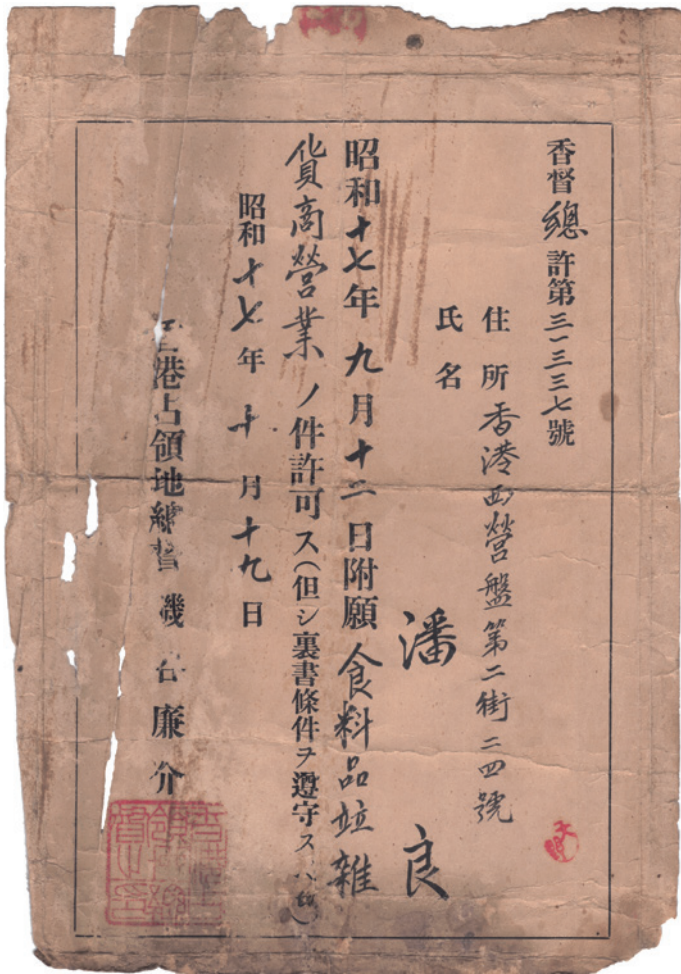 香督總許第三一三三七號
住所香港西營盤第二街二四號
氏名 潘良
昭和十七年九月十二日附願食料品竝雜
貨商營業ノ件許可ス(但シ裏書條件ヲ遵守スヘ
昭和十七年十月十九日
港占領地總督 磯谷廉介